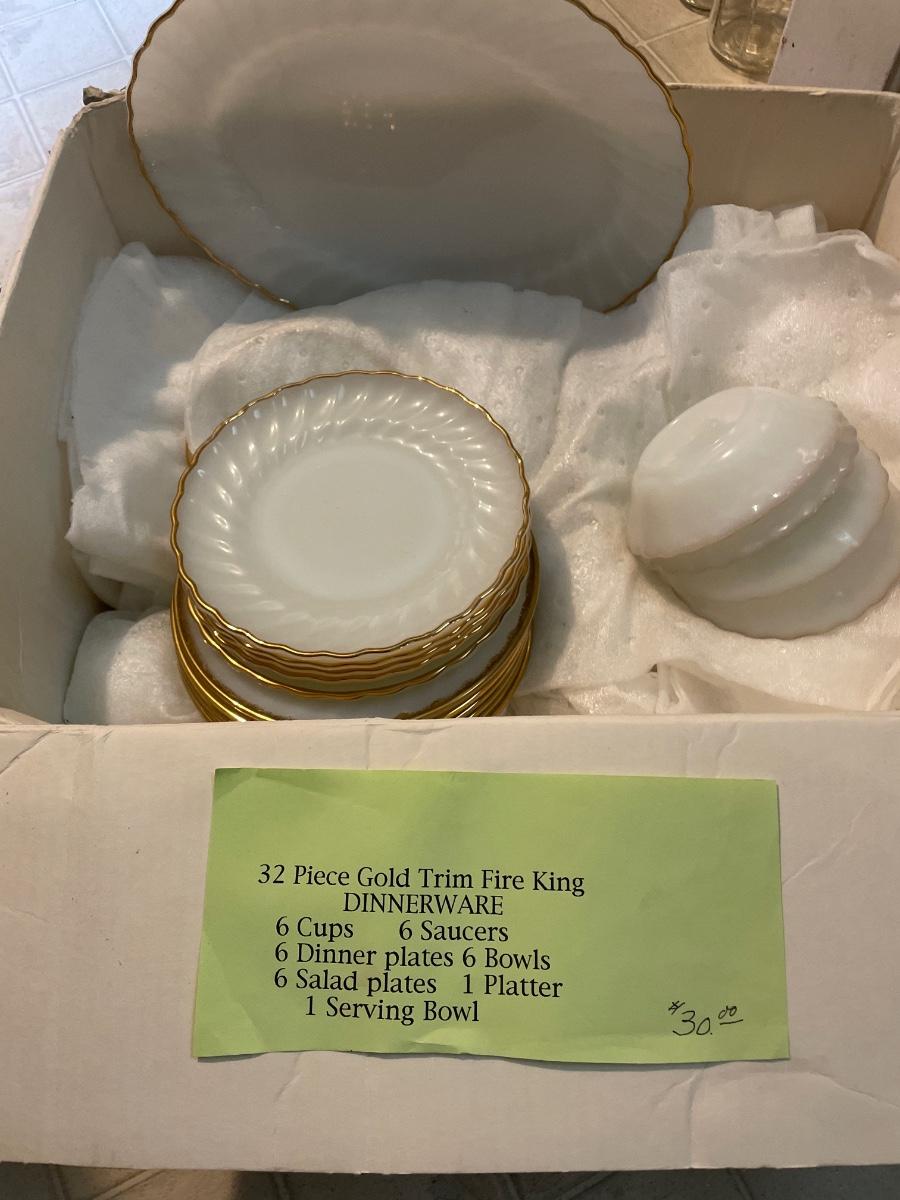 32 Piece Gold Trim Fire King
DINNERWARE
6 Cups 6 Saucers
6 Dinner plates 6 Bowls
6 Salad plates 1 Platter
1 Serving Bowl
$30.00